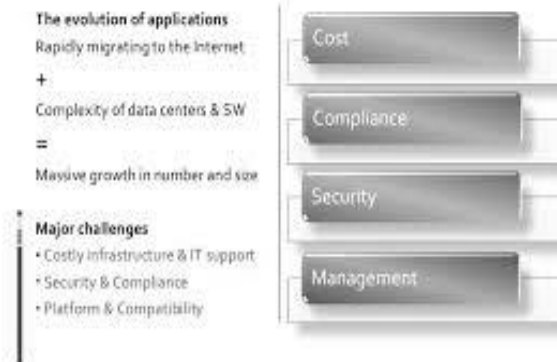 The evolution of applications
Rapidly migrating to the Internet
+
Complexity of data centers & SW
=
Massive growth in number and size
Major challenges
• Costly infrastructure & IT support
• Security & Compliance
• Platform & Compatibility
Cost
Compliance
Security
Management